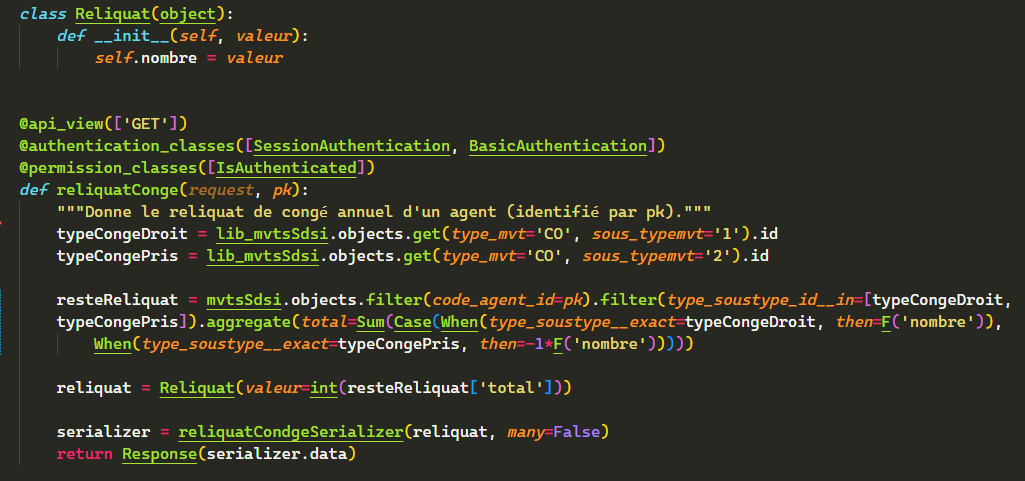 class Reliquat(object):
    def __init__(self, valeur):
        self.nombre = valeur
@api_view(['GET'])
@authentication_classes([SessionAuthentication, BasicAuthentication])
@permission_classes([IsAuthenticated])
def reliquatConge(request, pk):
    """Donne le reliquat de congé annuel d'un agent (identifié par pk)."""
    typeCongeDroit = lib_mvtsSdsi.objects.get(type_mvt='CO', sous_typemvt='1').id
    typeCongePris = lib_mvtsSdsi.objects.get(type_mvt='CO', sous_typemvt='2').id
    resteReliquat = mvtsSdsi.objects.filter(code_agent_id=pk).filter(type_soustype_id__in=[typeCongeDroit,
    typeCongePris]).aggregate(total=Sum(Case(When(type_soustype__exact=typeCongeDroit, then=F('nombre')),
        When(type_soustype__exact=typeCongePris, then=-1*F('nombre')))))
    reliquat = Reliquat(valeur=int(resteReliquat['total']))
    serializer = reliquatCondgeSerializer(reliquat, many=False)
    return Response(serializer.data)